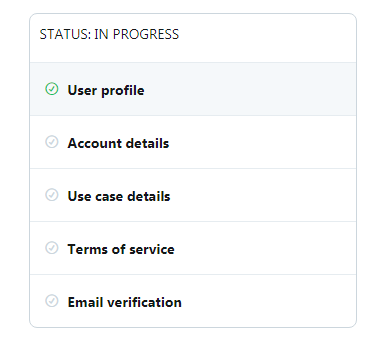 STATUS: IN PROGRESS
User profile
Account details
Use case details
Terms of service
Email verification